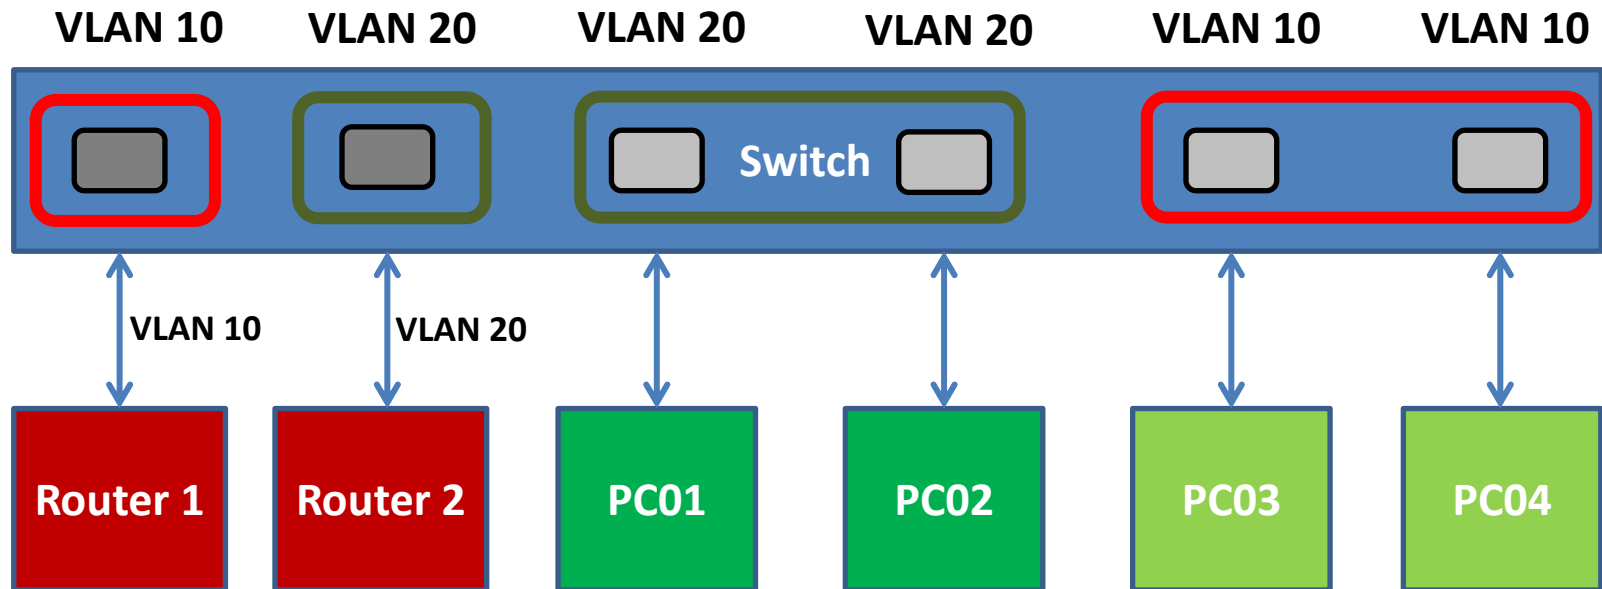 VLAN 10 VLAN 20 VLAN 20 VLAN 20 VLAN 10 VLAN 10
Switch
VLAN 10 VLAN 20
Router 1 Router 2 PC01 PC02 PC03 PC04